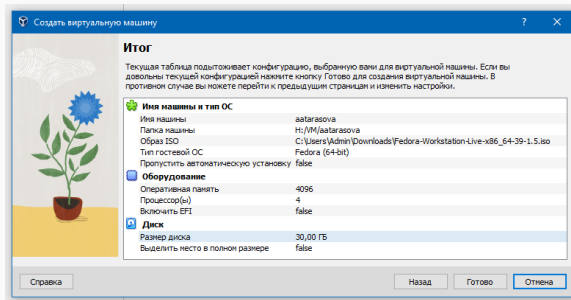 Создать виртуальную машину
? ×
Итог
Текущая таблица подытоживает конфигурацию, выбранную вами для виртуальной машины. Если вы
довольны текущей конфигурацией нажмите кнопку Готово для создания виртуальной машины. В
противном случае вы можете перейти к предыдущим страницам и изменить настройки.
Имя машины и тип ОС
Имя машины aatarasova
Папка машины H:/VM/aatarasova
Образ ISO C:\Users\Admin\Downloads\Fedora-Workstation-Live-x86_64-39-1.5.iso
Тип гостевой ОС Fedora (64-bit)
Пропустить автоматическую установку false
Оборудование
Оперативная память 4096
Процессор(ы) 4
Включить EFI false
Диск
Размер диска 30,00 ГБ
Выделить место в полном размере false
Справка Назад Готово Отмена